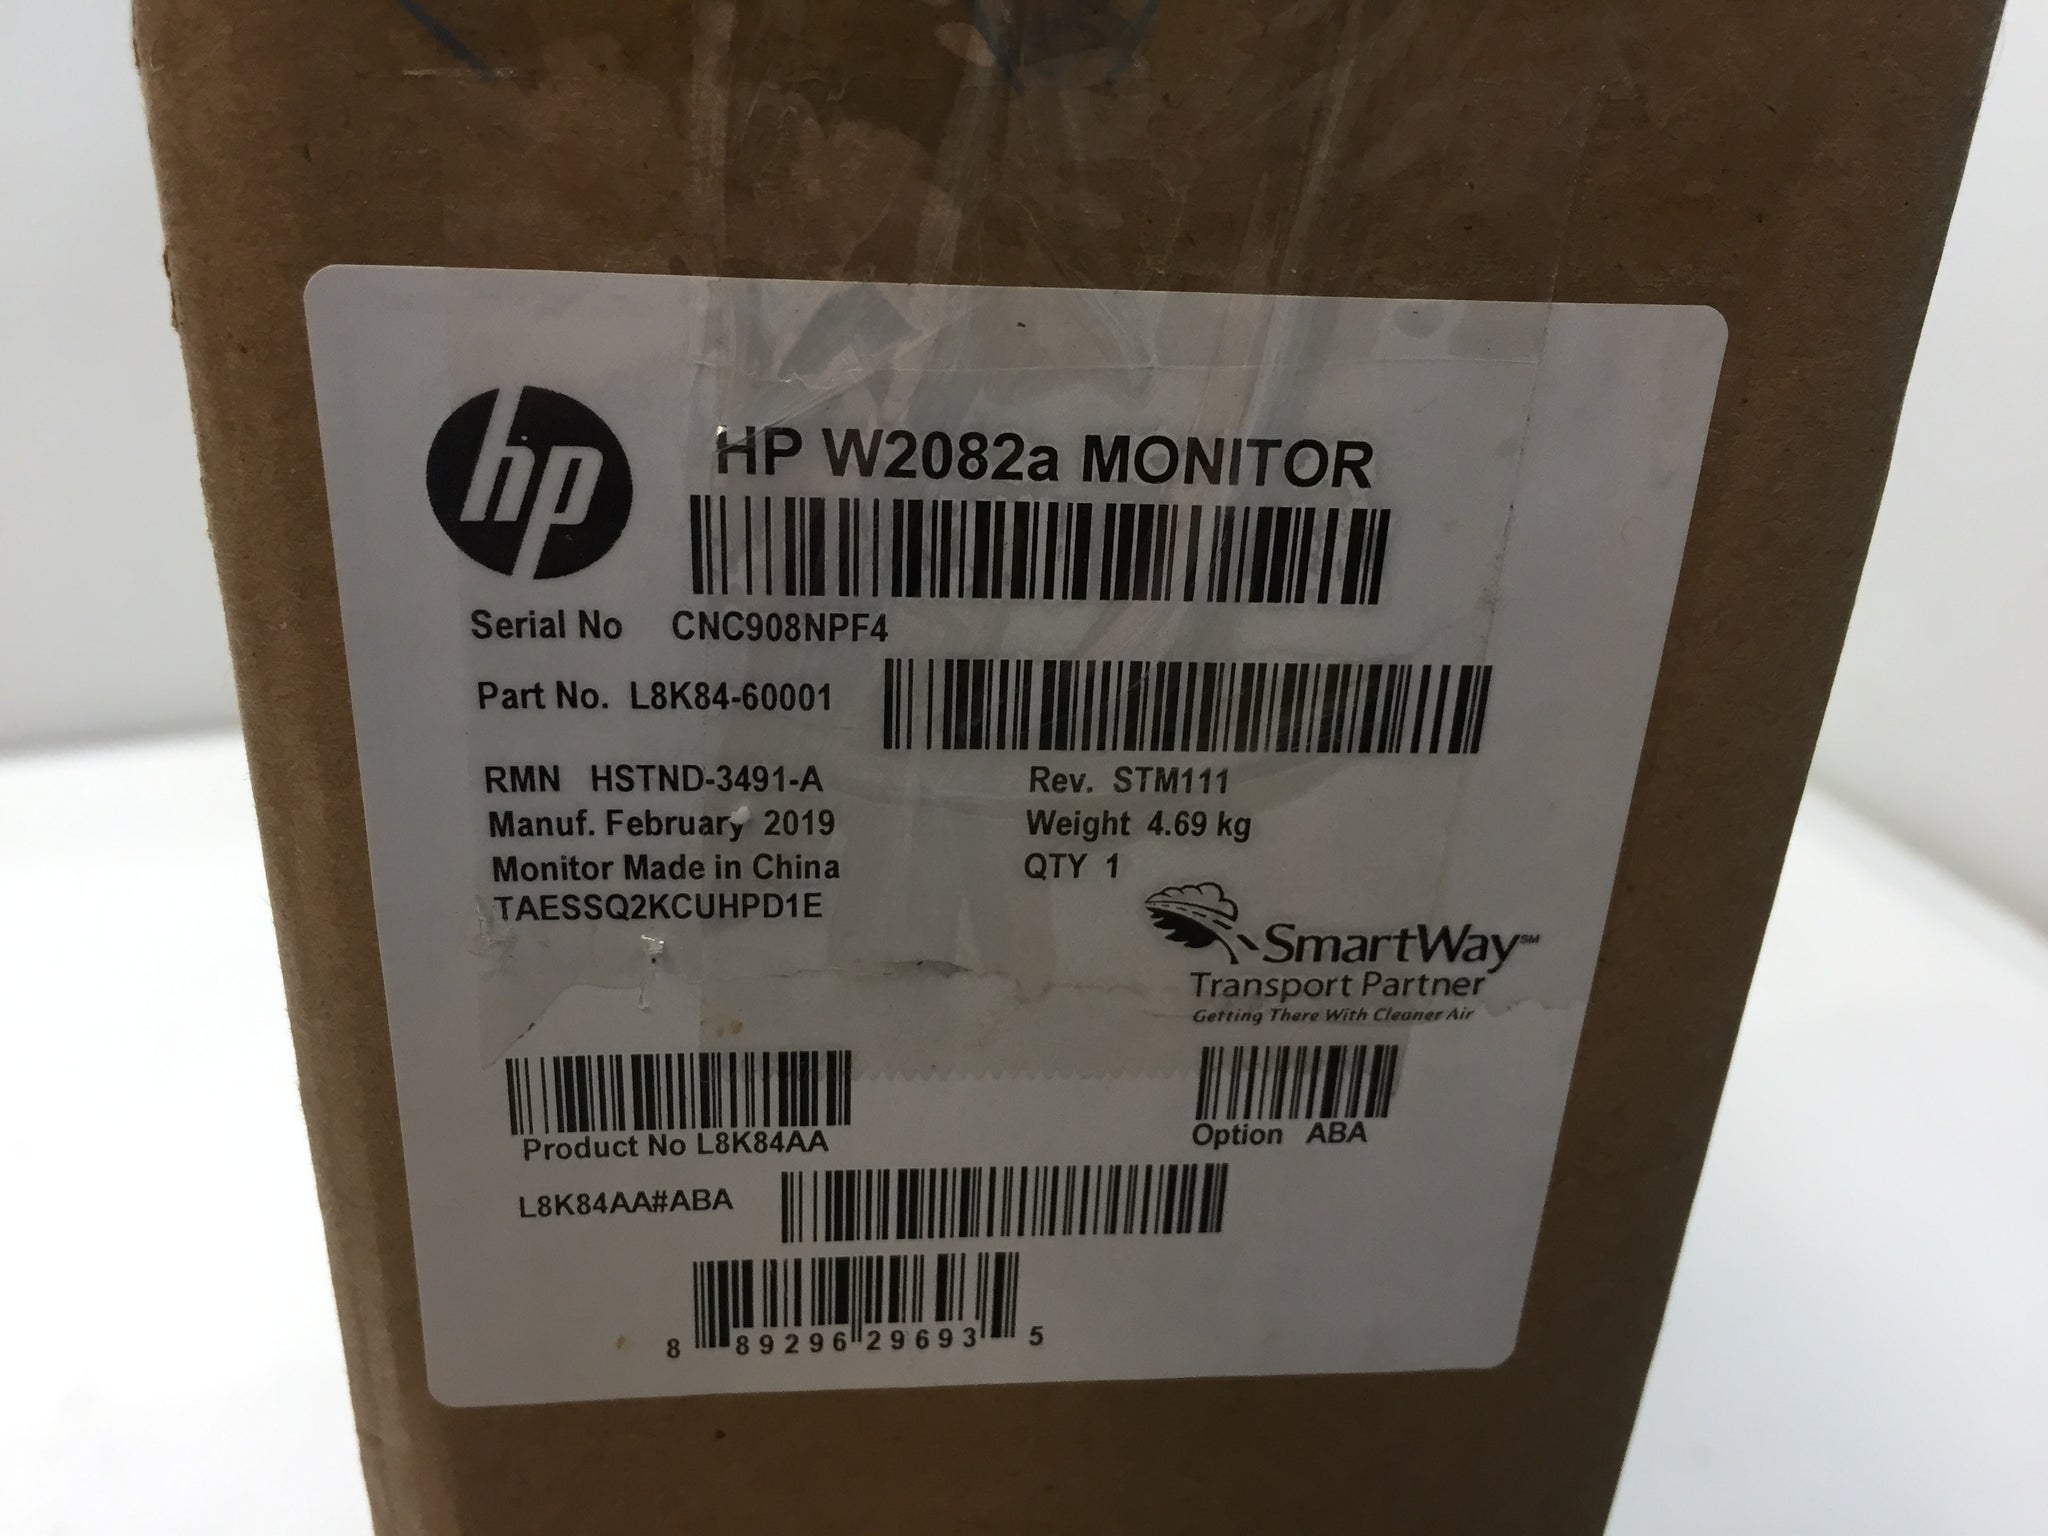 hp
HP W2082a MONITOR
Serial No CNC908NPF4
Part No. L8K84-60001
RMN HSTND-3491-A Rev. STM111
Manuf. February 2019 Weight 4.69 kg
Monitor Made in China QTY 1
TAESSQ2KCUHPD1E
SmartWay℠
Transport Partner
Getting There With Cleaner Air
Product No L8K84AA Option ABA
L8K84AA#ABA
8 89296 29693 5